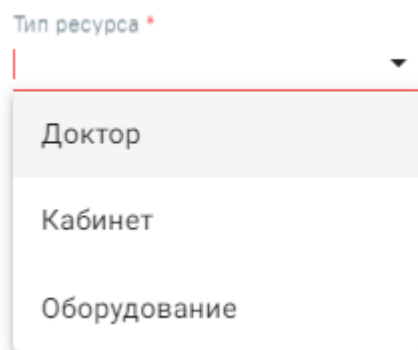 Тип ресурса *
Доктор
Кабинет
Оборудование